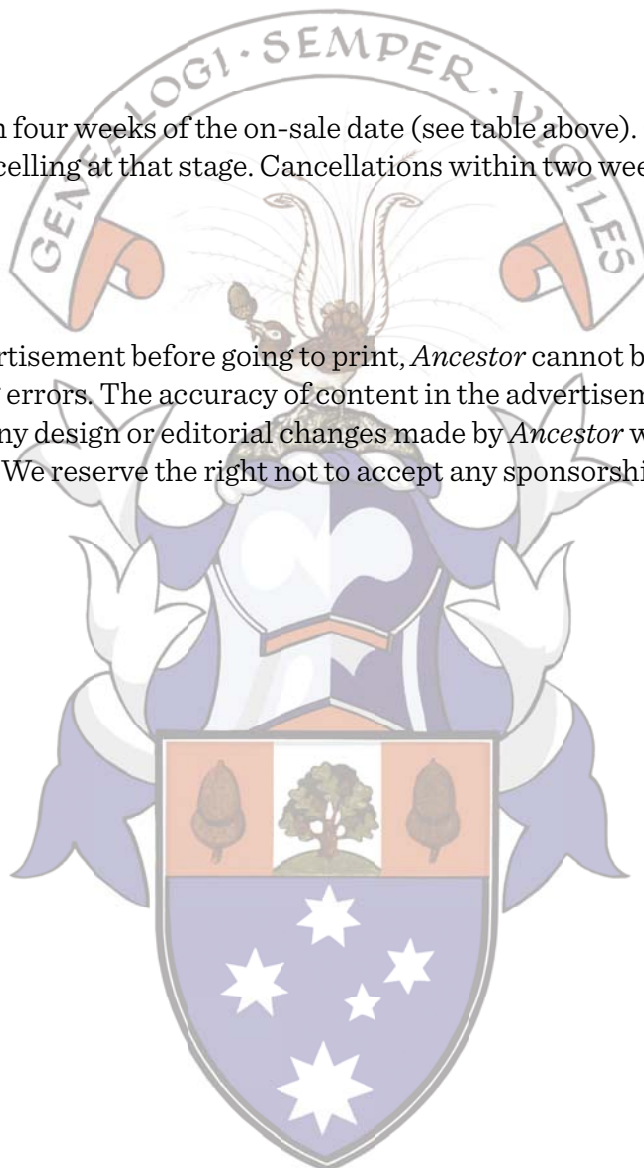 GENEALOGI · SEMPER · VIGILES
n four weeks of the on-sale date (see table above).
celling at that stage. Cancellations within two wee
rtisement before going to print, Ancestor cannot b
errors. The accuracy of content in the advertisem
ny design or editorial changes made by Ancestor w
We reserve the right not to accept any sponsorshi